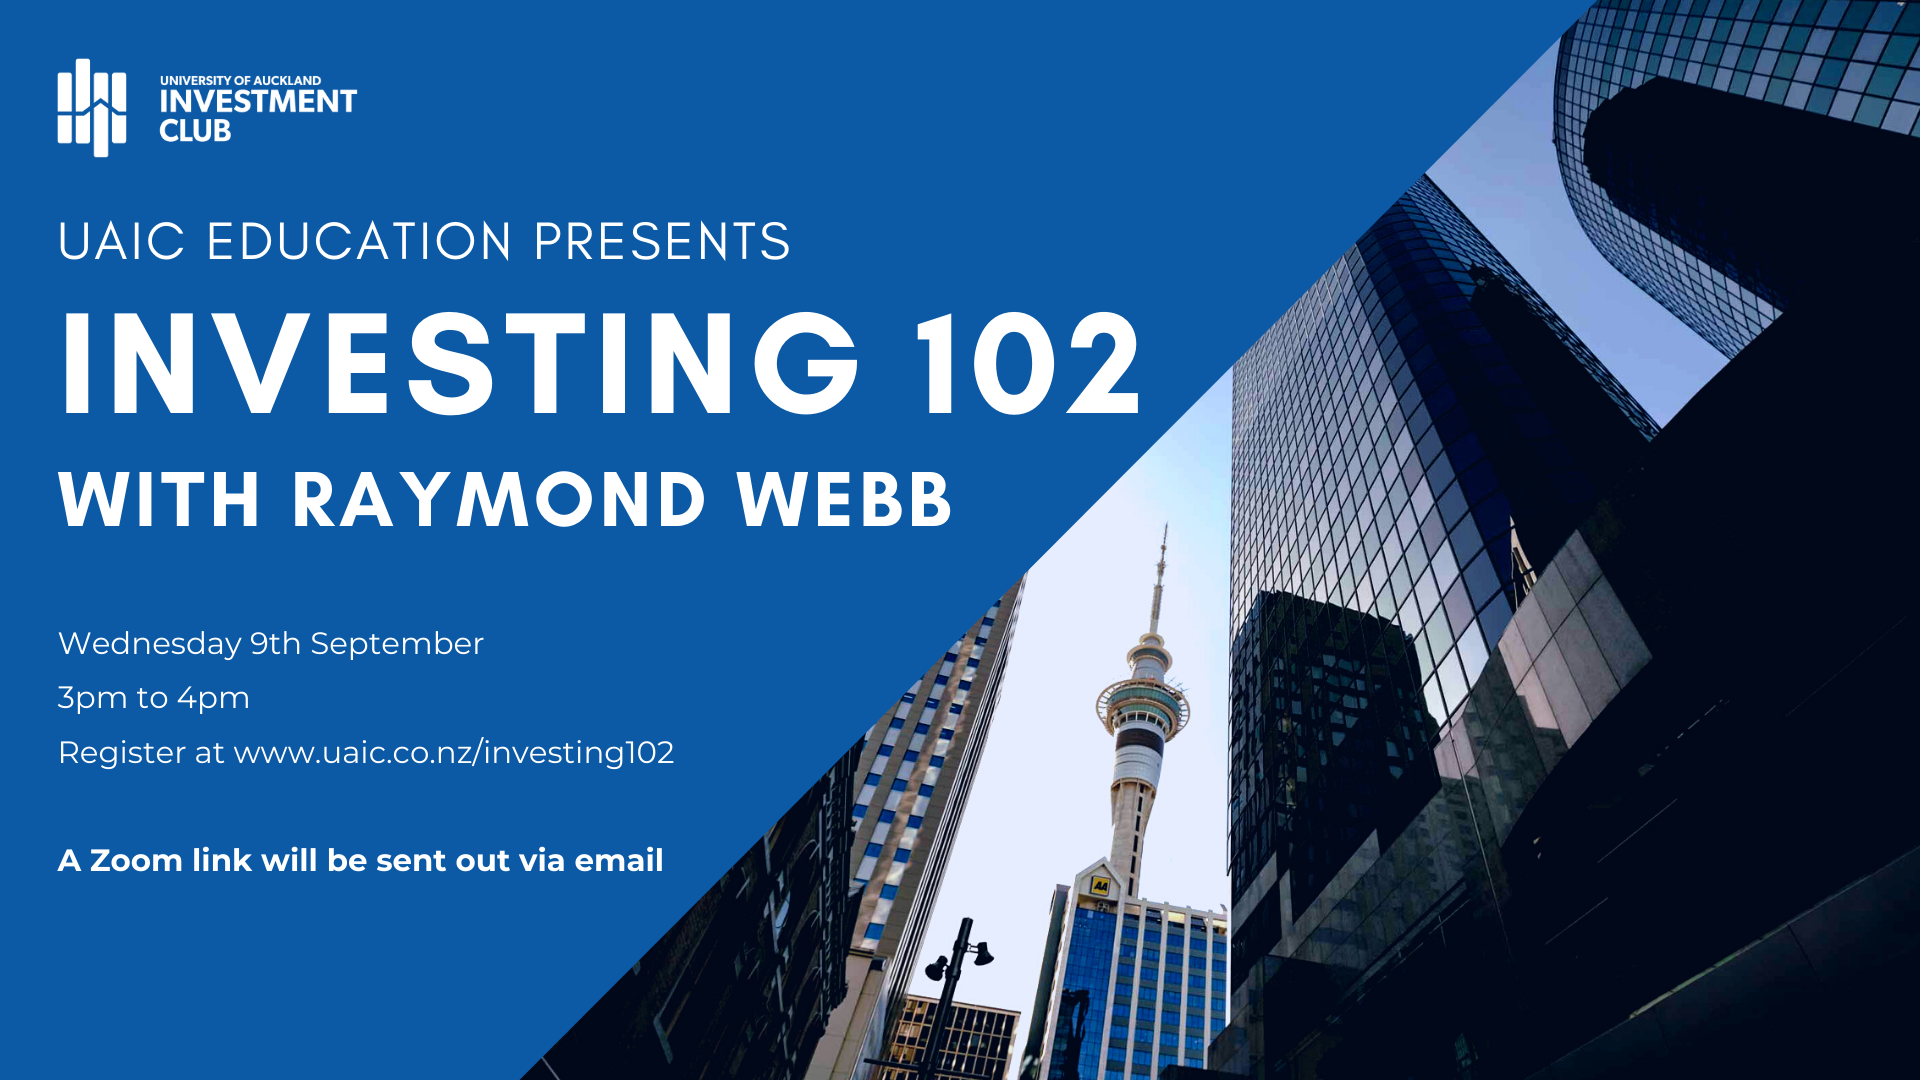 UNIVERSITY OF AUCKLAND
INVESTMENT
CLUB
UAIC EDUCATION PRESENTS
INVESTING 102
WITH RAYMOND WEBB
Wednesday 9th September
3pm to 4pm
Register at www.uaic.co.nz/investing102
A Zoom link will be sent out via email
AA